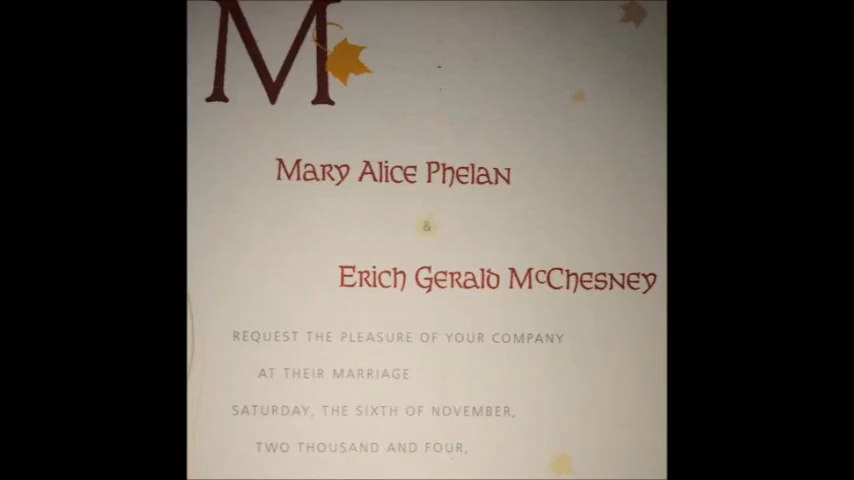 M
Mary Alice Phelan
&
Erich Gerald McChesney
REQUEST THE PLEASURE OF YOUR COMPANY
AT THEIR MARRIAGE
SATURDAY, THE SIXTH OF NOVEMBER,
TWO THOUSAND AND FOUR,